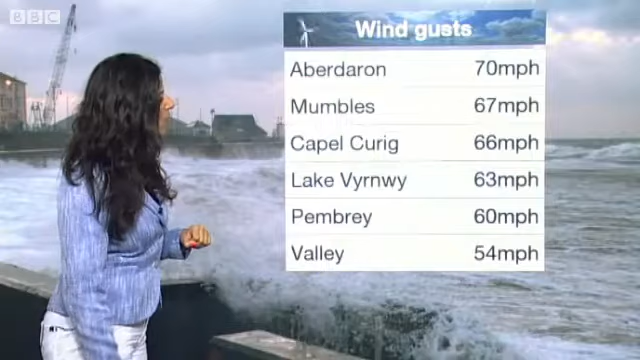 BBC
Wind gusts
Aberdaron 70mph
Mumbles 67mph
Capel Curig 66mph
Lake Vyrnwy 63mph
Pembrey 60mph
Valley 54mph